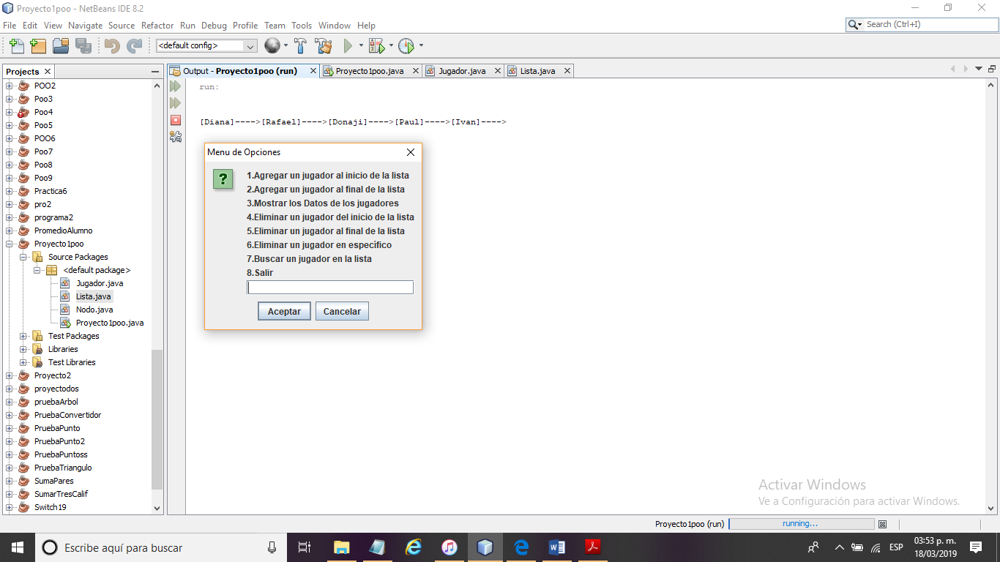 Proyecto1poo - NetBeans IDE 8.2
File Edit View Navigate Source Refactor Run Debug Profile Team Tools Window Help
Search (Ctrl+I)
<default config>
Projects
Output - Proyecto1poo (run)
Proyecto1poo.java
Jugador.java
Lista.java
POO2
Poo3
Poo4
Poo5
POO6
Poo7
Poo8
Poo9
Practica6
pro2
programa2
PromedioAlumno
Proyecto1poo
Source Packages
<default package>
Jugador.java
Lista.java
Nodo.java
Proyecto1poo.java
Test Packages
Libraries
Test Libraries
Proyecto2
proyectodos
pruebaArbol
PruebaConvertidor
PruebaPunto
PruebaPunto2
PruebaPuntoss
PruebaTriangulo
SumaPares
SumarTresCalif
Switch19
run:
[Diana]---->[Rafael]---->[Donaji]---->[Paul]---->[Ivan]---->
Menu de Opciones
1.Agregar un jugador al inicio de la lista
2.Agregar un jugador al final de la lista
3.Mostrar los Datos de los jugadores
4.Eliminar un jugador del inicio de la lista
5.Eliminar un jugador al final de la lista
6.Eliminar un jugador en específico
7.Buscar un jugador en la lista
8.Salir
Aceptar Cancelar
Activar Windows
Ve a Configuración para activar Windows.
Proyecto1poo (run) running...
Escribe aquí para buscar
ESP
03:53 p. m.
18/03/2019